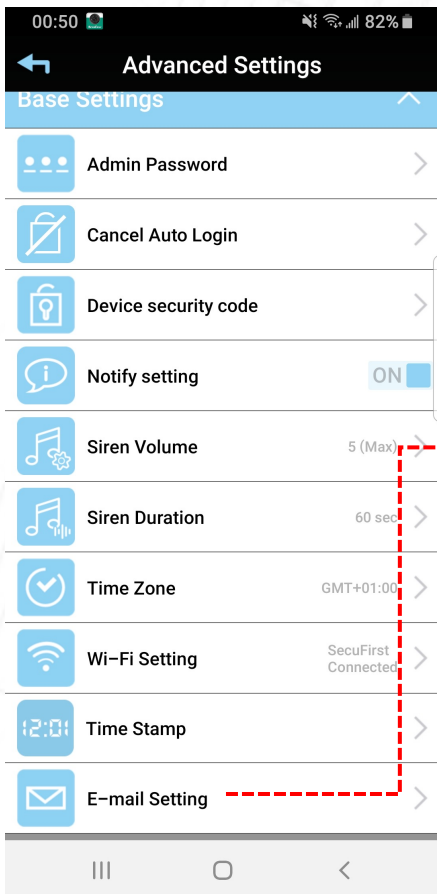 00:50 82%
Advanced Settings
Base Settings
Admin Password
Cancel Auto Login
Device security code
Notify setting ON
Siren Volume 5 (Max)
Siren Duration 60 sec
Time Zone GMT+01:00
Wi-Fi Setting SecuFirst
Connected
12:01 Time Stamp
E-mail Setting